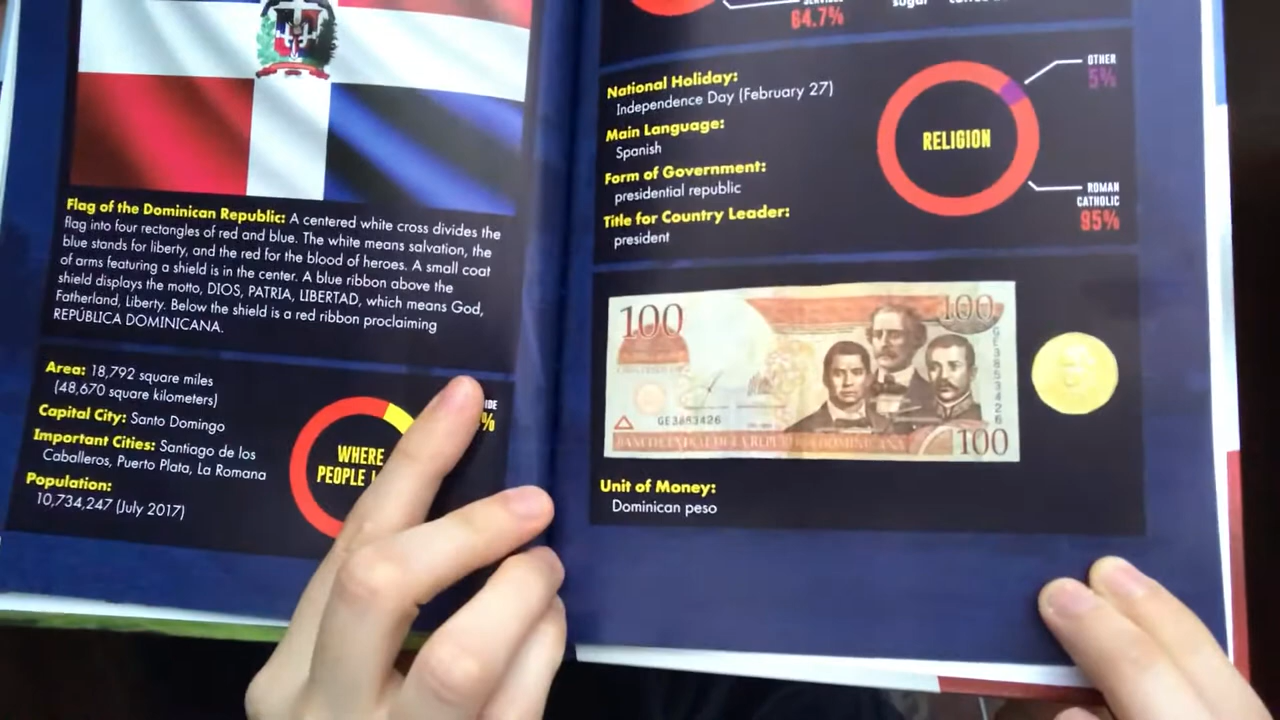 Flag of the Dominican Republic: A centered white cross divides the
flag into four rectangles of red and blue. The white means salvation, the
blue stands for liberty, and the red for the blood of heroes. A small coat
of arms featuring a shield is in the center. A blue ribbon above the
shield displays the motto, DIOS, PATRIA, LIBERTAD, which means God,
Fatherland, Liberty. Below the shield is a red ribbon proclaiming
REPÚBLICA DOMINICANA.
Area: 18,792 square miles
(48,670 square kilometers)
Capital City: Santo Domingo
Important Cities: Santiago de los
Caballeros, Puerto Plata, La Romana
Population:
10,734,247 (July 2017)
WHERE
PEOPLE
%
64.7%
sugar
National Holiday:
Independence Day (February 27)
Main Language:
Spanish
Form of Government:
presidential republic
Title for Country Leader:
president
RELIGION
OTHER
5%
ROMAN
CATHOLIC
95%
100
100
GE3853426
GE3853426
100
Unit of Money:
Dominican peso